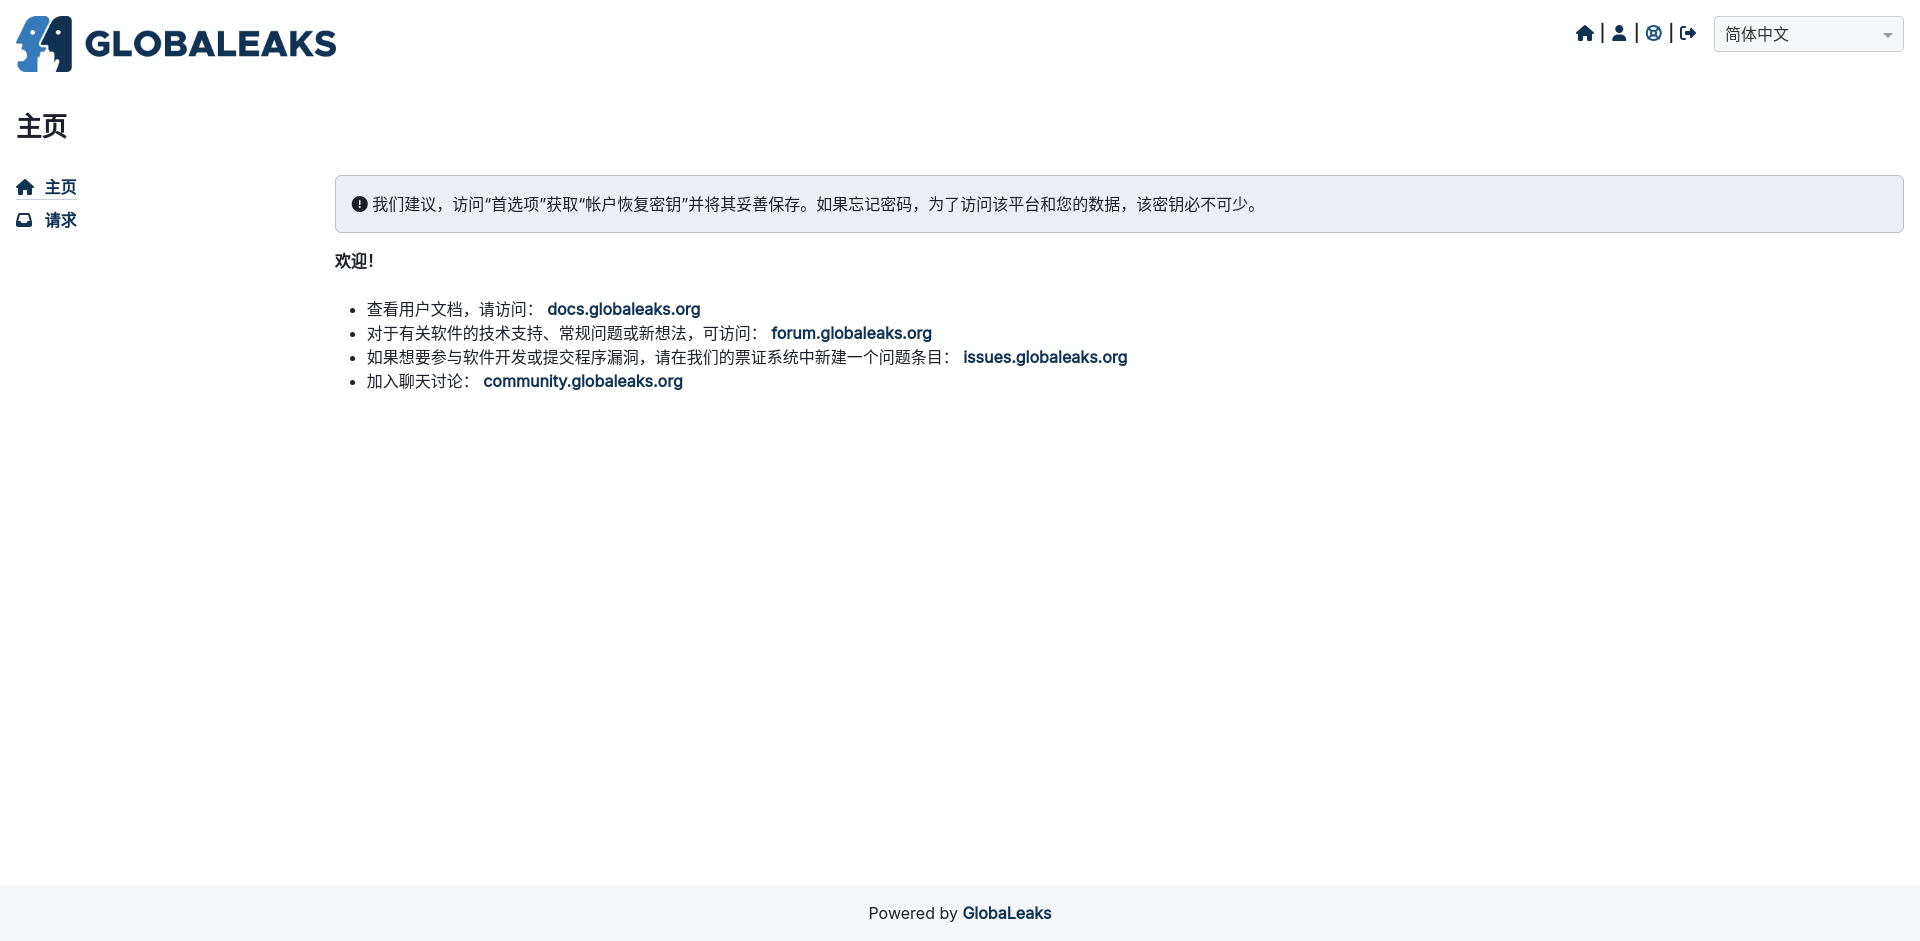 GLOBALEAKS
| | |
简体中文
主页
主页
请求
我们建议，访问“首选项”获取“帐户恢复密钥”并将其妥善保存。如果忘记密码，为了访问该平台和您的数据，该密钥必不可少。
欢迎！
查看用户文档，请访问： docs.globaleaks.org
对于有关软件的技术支持、常规问题或新想法，可访问： forum.globaleaks.org
如果想要参与软件开发或提交程序漏洞，请在我们的票证系统中新建一个问题条目： issues.globaleaks.org
加入聊天讨论： community.globaleaks.org
Powered by GlobaLeaks